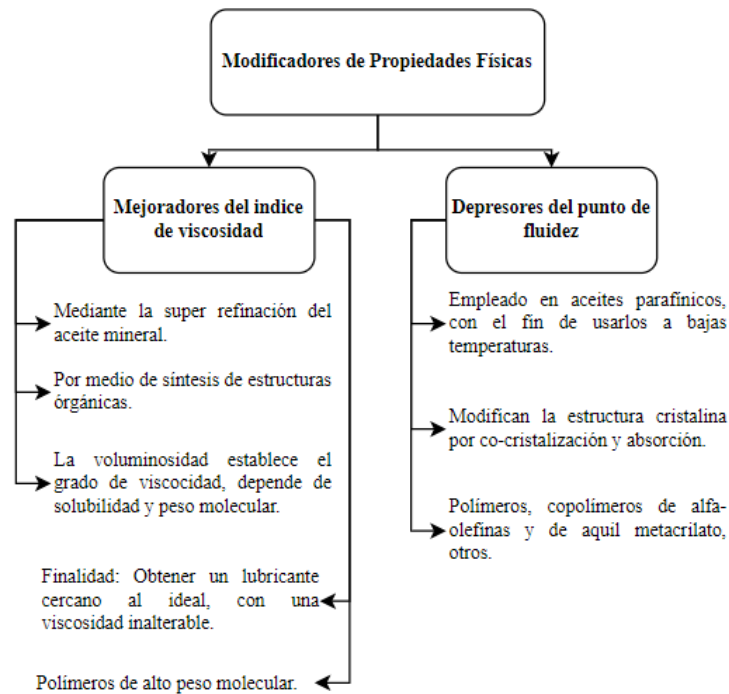 Modificadores de Propiedades Físicas
Mejoradores del indice
de viscosidad
Mediante la super refinación del
aceite mineral.
Por medio de síntesis de estructuras
órgánicas.
La voluminosidad establece el
grado de viscocidad, depende de
solubilidad y peso molecular.
Finalidad: Obtener un lubricante
cercano al ideal, con una
viscosidad inalterable.
Polímeros de alto peso molecular.
Depresores del punto de
fluidez
Empleado en aceites parafínicos,
con el fin de usarlos a bajas
temperaturas.
Modifican la estructura cristalina
por co-cristalización y absorción.
Polímeros, copolímeros de alfa-
olefinas y de aquil metacrilato,
otros.